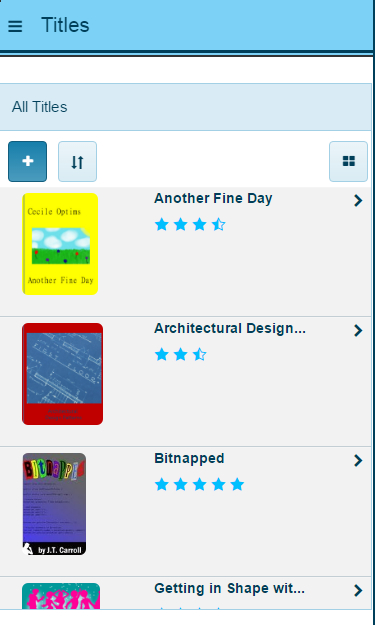 Titles
All Titles
Another Fine Day
Cecile Optims
Another Fine Day
Architectural Design...
Bitnapped
Bitnapped
by J.T. Carroll
Getting in Shape wit...